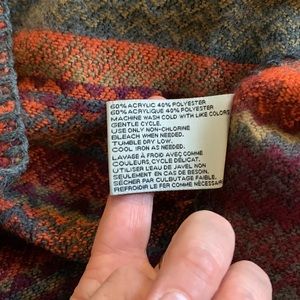 60% ACRYLIC 40% POLYESTER
60% ACRYLIQUE 40% POLYESTER
MACHINE WASH COLD WITH LIKE COLORS
GENTLE CYCLE.
USE ONLY NON-CHLORINE
BLEACH WHEN NEEDED.
TUMBLE DRY LOW.
COOL IRON AS NEEDED.
LAVAGE À FROID AVEC COMME
COULEURS, CYCLE DÉLICAT.
UTILISER L'EAU DE JAVEL NON
SEULEMENT EN CAS DE BESOIN.
SÉCHER PAR CULBUTAGE FAIBLE.
REFROIDIR LE FER COMME NÉCESSAIRE.